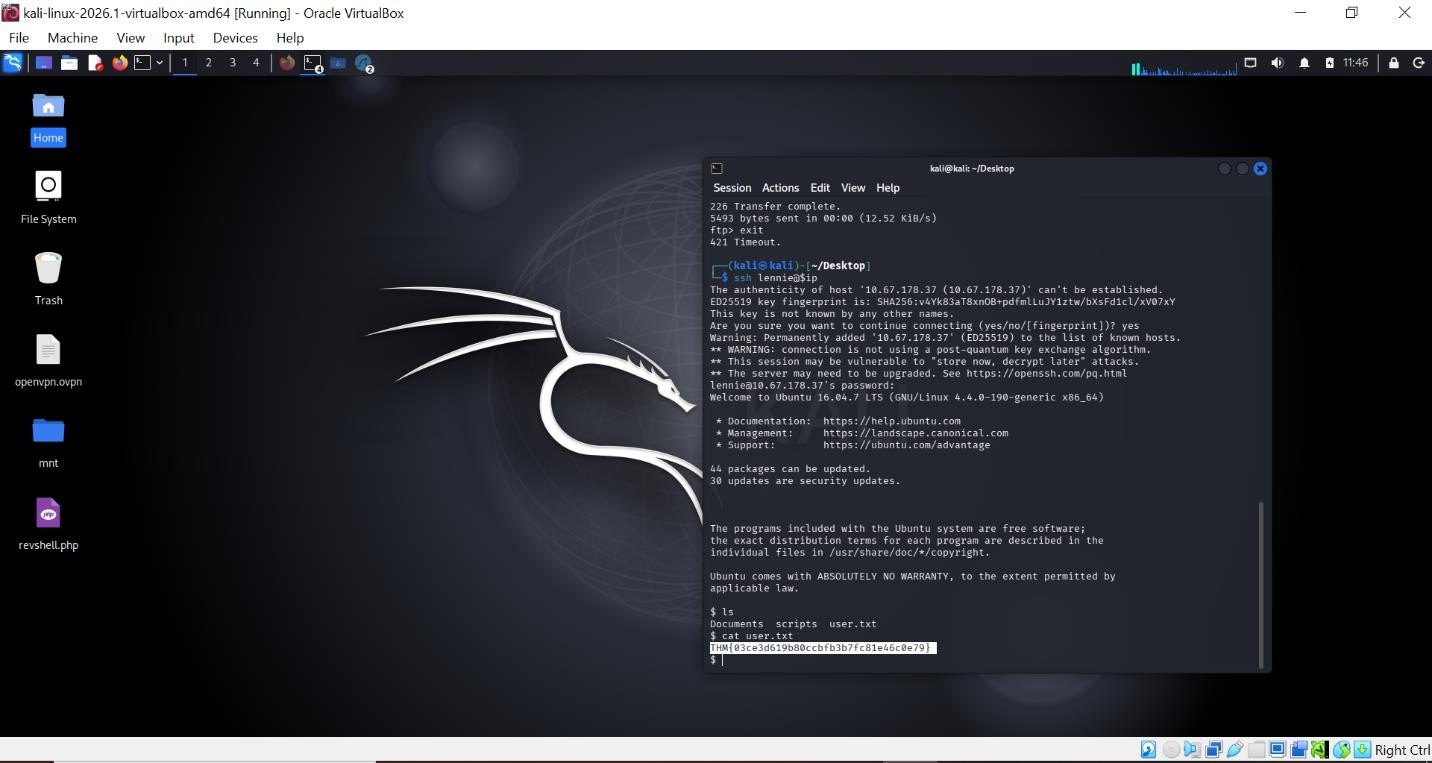 kali-linux-2026.1-virtualbox-amd64 [Running] - Oracle VirtualBox
File Machine View Input Devices Help
1 2 3 4
4
2
11:46
Home
File System
Trash
openvpn.ovpn
mnt
php
revshell.php
kali@kali: ~/Desktop
Session Actions Edit View Help
226 Transfer complete.
5493 bytes sent in 00:00 (12.52 KiB/s)
ftp> exit
421 Timeout.
┌──(kali㉿kali)-[~/Desktop]
└─$ ssh lennie@$ip
The authenticity of host '10.67.178.37 (10.67.178.37)' can't be established.
ED25519 key fingerprint is: SHA256:v4Yk83aT8xnOB+pdfmlLuJY1ztw/bXsFd1cl/xV07xY
This key is not known by any other names.
Are you sure you want to continue connecting (yes/no/[fingerprint])? yes
Warning: Permanently added '10.67.178.37' (ED25519) to the list of known hosts.
** WARNING: connection is not using a post-quantum key exchange algorithm.
** This session may be vulnerable to "store now, decrypt later" attacks.
** The server may need to be upgraded. See https://openssh.com/pq.html
lennie@10.67.178.37's password:
Welcome to Ubuntu 16.04.7 LTS (GNU/Linux 4.4.0-190-generic x86_64)
* Documentation: https://help.ubuntu.com
* Management: https://landscape.canonical.com
* Support: https://ubuntu.com/advantage
44 packages can be updated.
30 updates are security updates.
The programs included with the Ubuntu system are free software;
the exact distribution terms for each program are described in the
individual files in /usr/share/doc/*/copyright.
Ubuntu comes with ABSOLUTELY NO WARRANTY, to the extent permitted by
applicable law.
$ ls
Documents scripts user.txt
$ cat user.txt
THM{03ce3d619b80ccbfb3b7fc81e46c0e79}
$
Right Ctrl